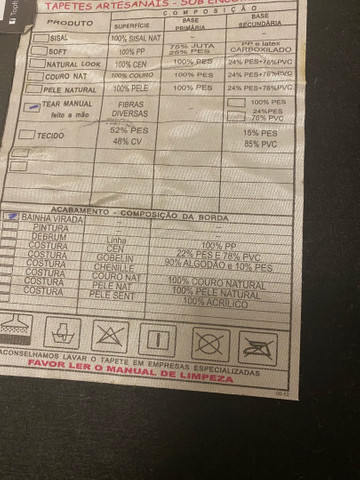 TAPETES ARTESANAIS - SOB
COMPOSIÇÃO
PRODUTO SUPERFÍCIE BASE PRIMÁRIA BASE SECUNDÁRIA
SISAL 100% SISAL NAT - -
SOFT 100% PP 75% JUTA 25% PES PP e latex CARBOXILADO
NATURAL LOOK 100% CEN 100% PES 24% PES+76%PVC
COURO NAT 100% COURO 100% PES 24% PES+76%PVC
PELE NATURAL 100% PELE 100% PES 24% PES+76%PVC
TEAR MANUAL feito a mão FIBRAS DIVERSAS 100% PES
24%PES 76% PVC
TECIDO 52% PES 48% CV 15% PES 85% PVC
ACABAMENTO - COMPOSIÇÃO DA BORDA
BAINHA VIRADA - -
PINTURA - -
DEBRUM Linha 100% PP
COSTURA CEN 22% PES E 78% PVC
COSTURA GOBELIN 90% ALGODÃO e 10% PES
COSTURA CHENILLE
COSTURA COURO NAT 100% COURO NATURAL
COSTURA PELE NAT 100% PELE NATURAL
COSTURA PELE SENT 100% ACRÍLICO
ACONSELHAMOS LAVAR O TAPETE EM EMPRESAS ESPECIALIZADAS
FAVOR LER O MANUAL DE LIMPEZA